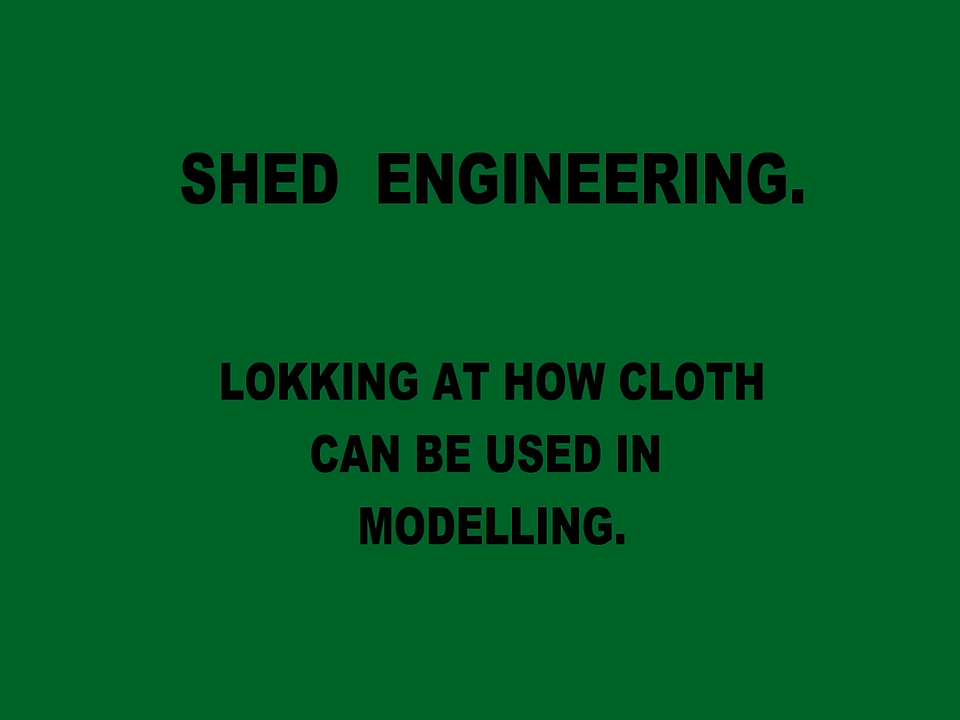 SHED ENGINEERING.
LOKKING AT HOW CLOTH
CAN BE USED IN
MODELLING.